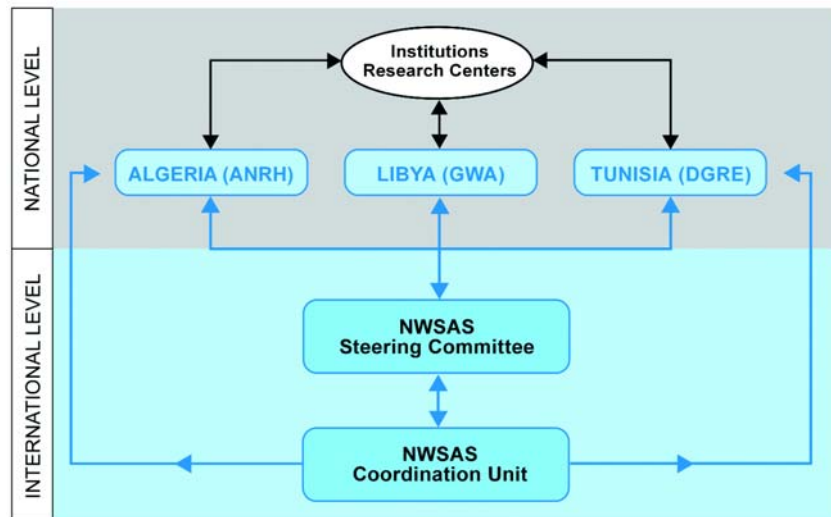 NATIONAL LEVEL
Institutions
Research Centers
ALGERIA (ANRH)
LIBYA (GWA)
TUNISIA (DGRE)
INTERNATIONAL LEVEL
NWSAS
Steering Committee
NWSAS
Coordination Unit